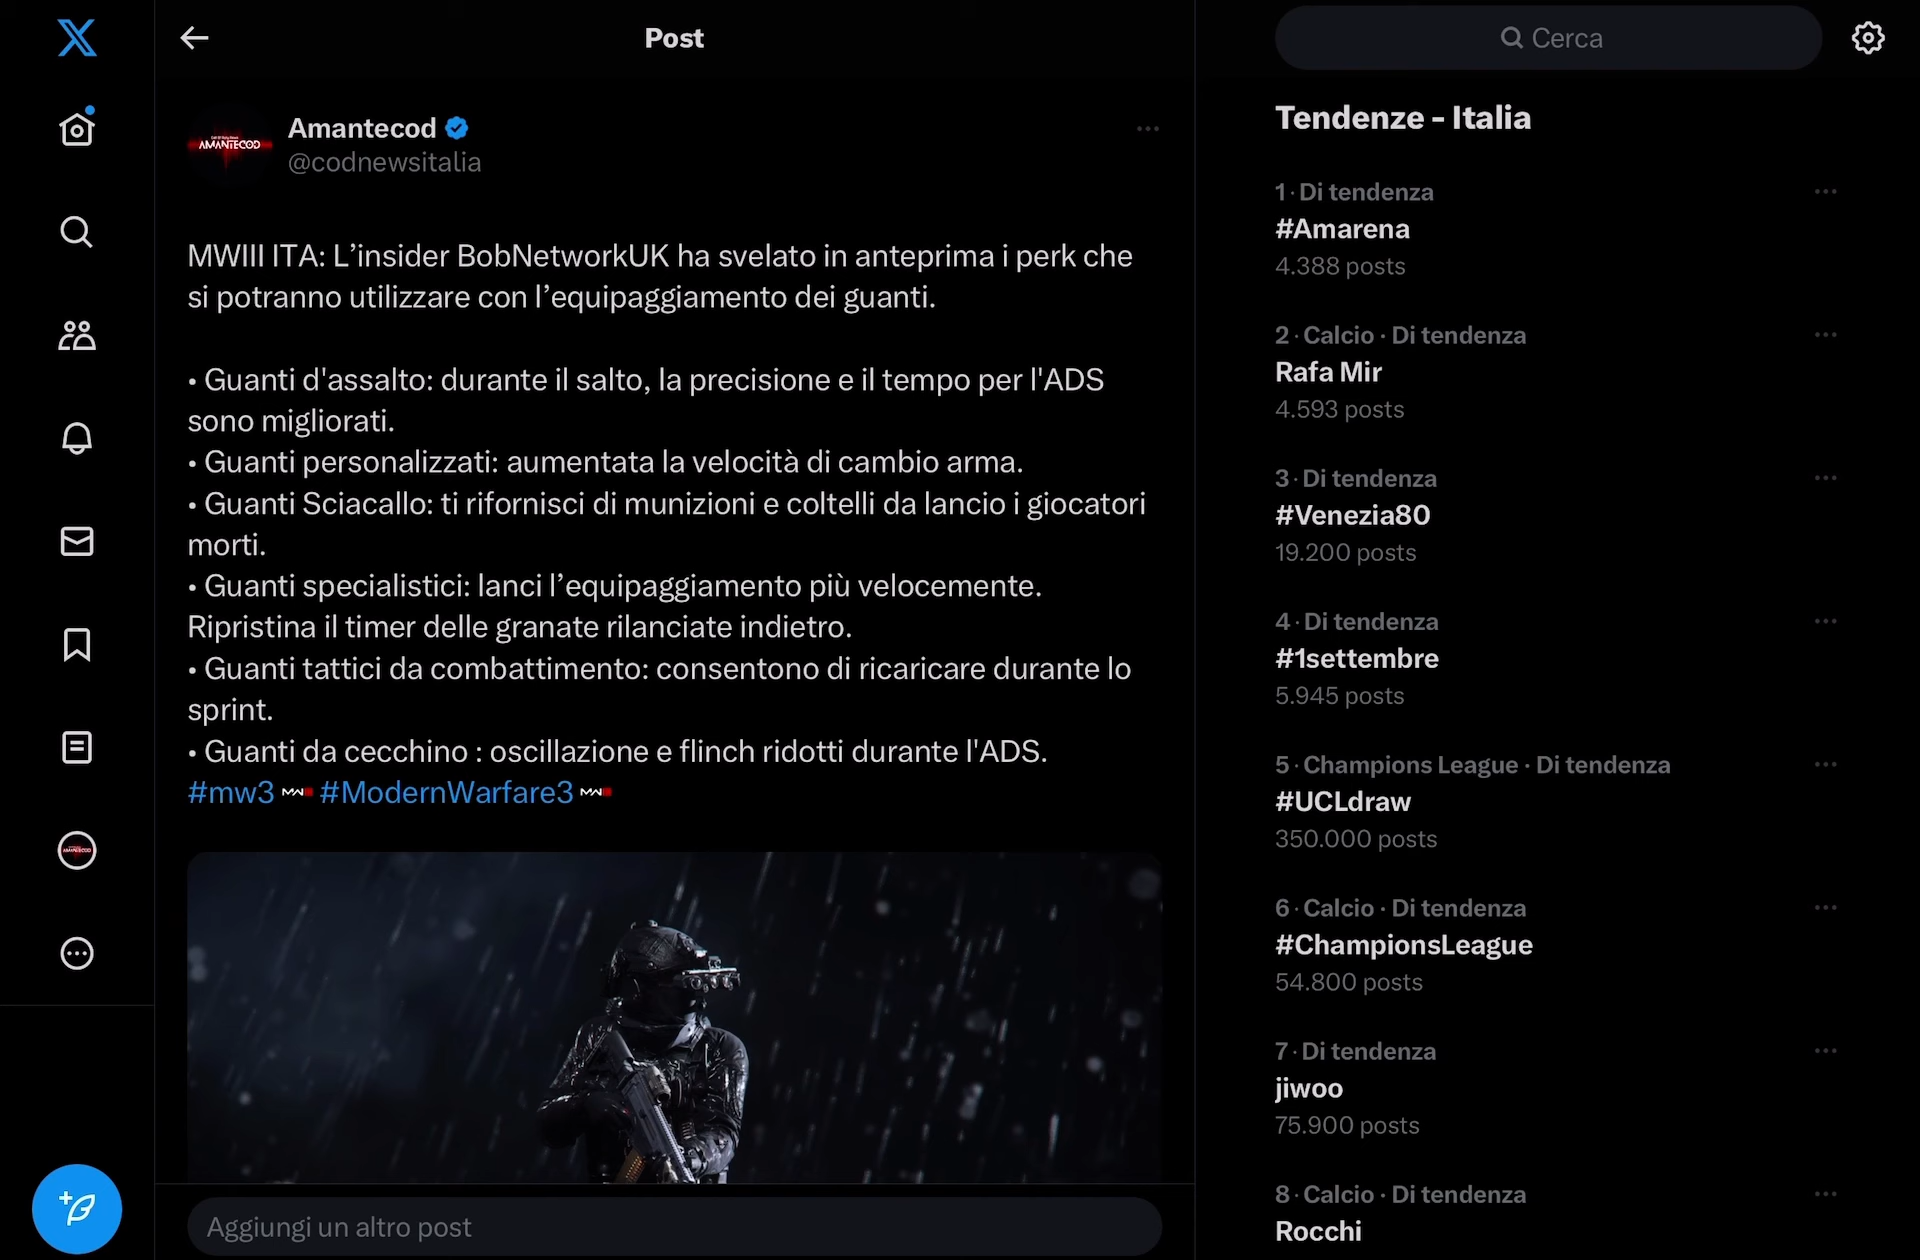 Post
Amantecod
@codnewsitalia
MWIII ITA: L’insider BobNetworkUK ha svelato in anteprima i perk che
si potranno utilizzare con l’equipaggiamento dei guanti.
• Guanti d'assalto: durante il salto, la precisione e il tempo per l'ADS
sono migliorati.
• Guanti personalizzati: aumentata la velocità di cambio arma.
• Guanti Sciacallo: ti rifornisci di munizioni e coltelli da lancio i giocatori
morti.
• Guanti specialistici: lanci l’equipaggiamento più velocemente.
Ripristina il timer delle granate rilanciate indietro.
• Guanti tattici da combattimento: consentono di ricaricare durante lo
sprint.
• Guanti da cecchino : oscillazione e flinch ridotti durante l'ADS.
#mw3 #ModernWarfare3
Aggiungi un altro post
AMANTECOD
Cerca
Tendenze - Italia
1 · Di tendenza
#Amarena
4.388 posts
2 · Calcio · Di tendenza
Rafa Mir
4.593 posts
3 · Di tendenza
#Venezia80
19.200 posts
4 · Di tendenza
#1settembre
5.945 posts
5 · Champions League · Di tendenza
#UCLdraw
350.000 posts
6 · Calcio · Di tendenza
#ChampionsLeague
54.800 posts
7 · Di tendenza
jiwoo
75.900 posts
8 · Calcio · Di tendenza
Rocchi